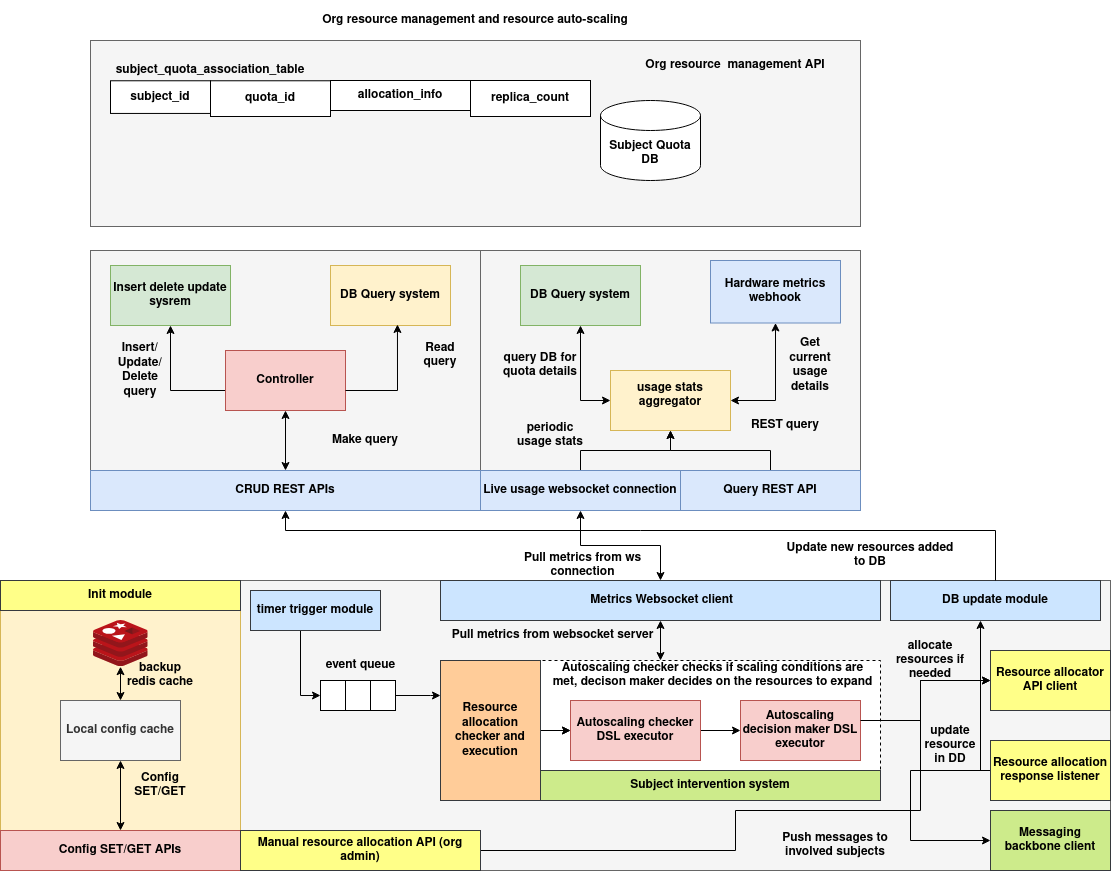 Org resource management and resource auto-scaling
subject_quota_association_table
Org resource  management API
subject_id
quota_id
allocation_info
replica_count
Subject Quota
DB
Insert delete update
sysrem
DB Query system
DB Query system
Hardware metrics
webhook
Insert/
Update/
Delete
query
Controller
Read
query
query DB for
quota details
usage stats
aggregator
Get
current
usage
details
Make query
periodic
usage stats
REST query
CRUD REST APIs
Live usage websocket connection
Query REST API
Pull metrics from ws
connection
Update new resources added
to DB
Init module
timer trigger module
Metrics Websocket client
DB update module
Pull metrics from websocket server
backup
redis cache
event queue
Autoscaling checker checks if scaling conditions are
met, decison maker decides on the resources to expand
allocate
resources if
needed
Resource allocator
API client
Local config cache
Resource
allocation
checker and
execution
Autoscaling checker
DSL executor
Autoscaling
decision maker DSL
executor
update
resource
in DD
Resource allocation
response listener
Config
SET/GET
Subject intervention system
Config SET/GET APIs
Manual resource allocation API (org
admin)
Push messages to
involved subjects
Messaging
backbone client